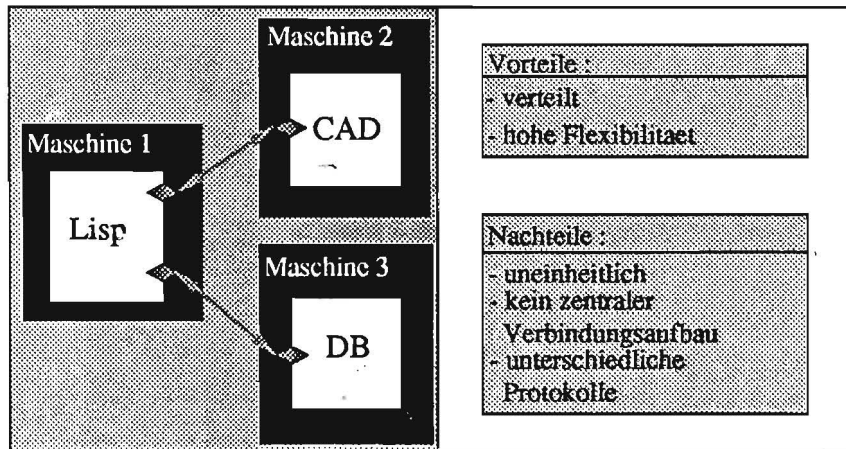 Maschine 1
Lisp
Maschine 2
CAD
Maschine 3
DB
Vorteile :
- verteilt
- hohe Flexibilitaet
Nachteile :
- uneinheitlich
- kein zentraler
Verbindungsaufbau
- unterschiedliche
Protokolle